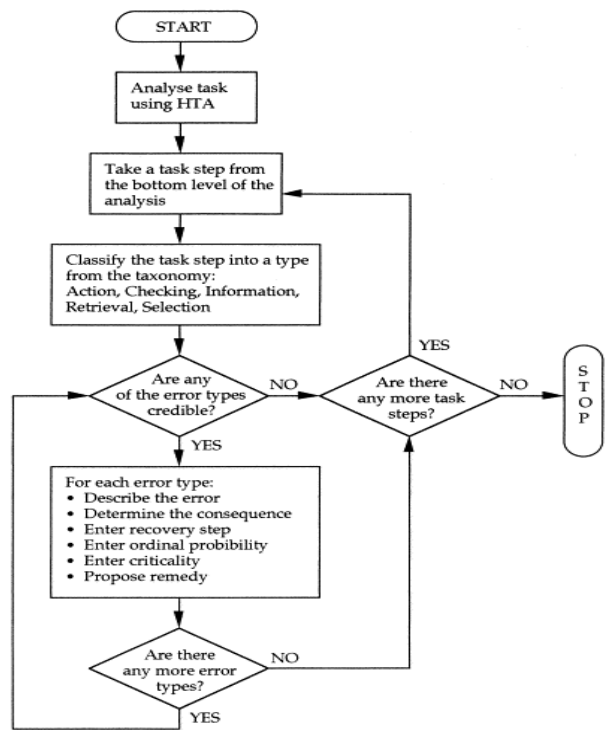 START
Analyse task
using HTA
Take a task step from
the bottom level of the
analysis
Classify the task step into a type
from the taxonomy:
Action, Checking, Information,
Retrieval, Selection
Are any
of the error types
credible?
NO
YES
Are there
any more task
steps?
YES
NO
S
T
O
P
For each error type:
• Describe the error
• Determine the consequence
• Enter recovery step
• Enter ordinal probibility
• Enter criticality
• Propose remedy
Are there
any more error
types?
NO
YES